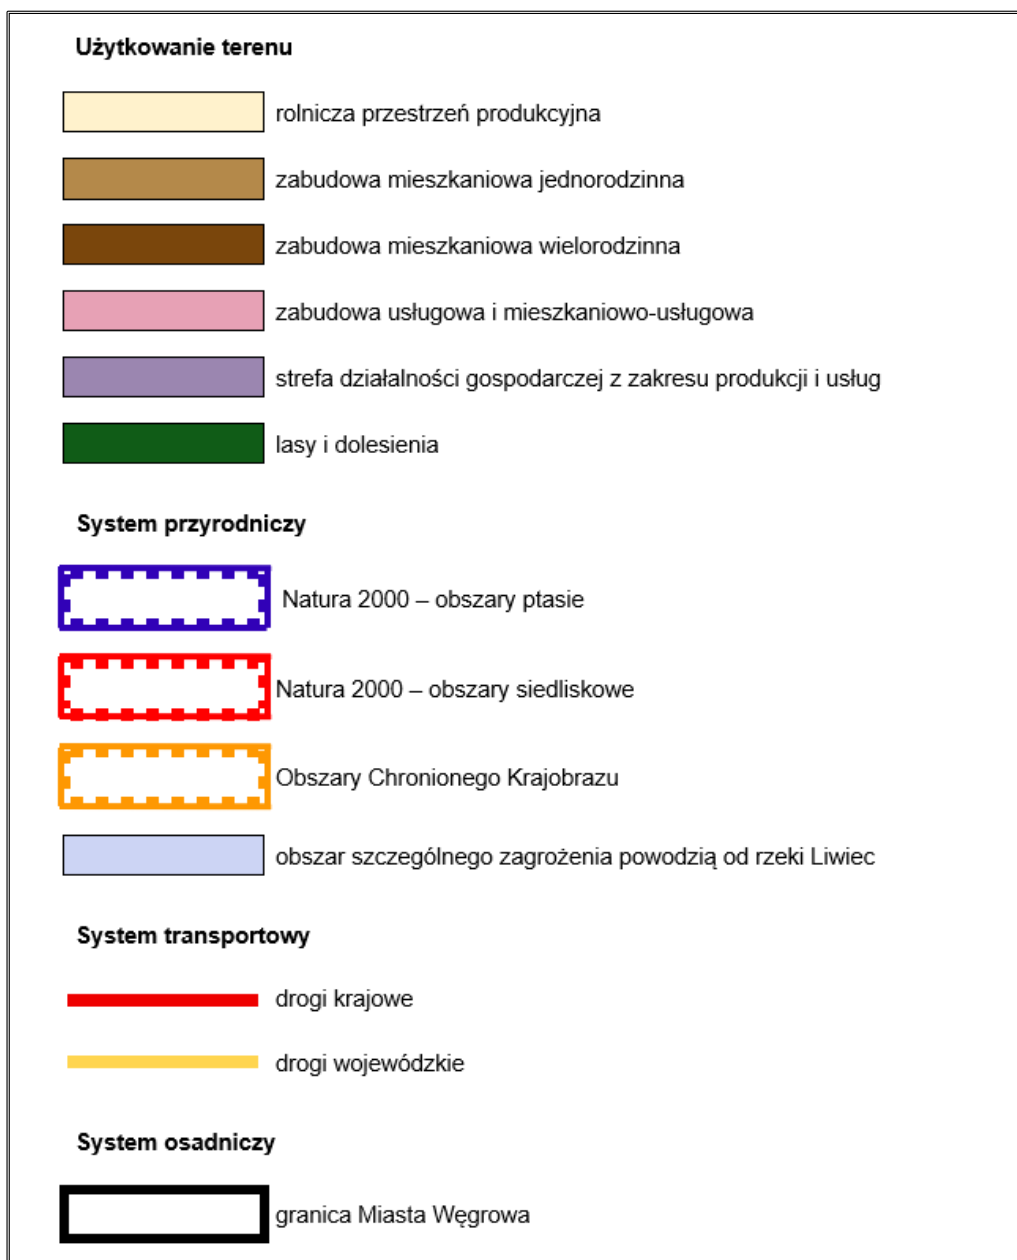 Użytkowanie terenu
rolnicza przestrzeń produkcyjna
zabudowa mieszkaniowa jednorodzinna
zabudowa mieszkaniowa wielorodzinna
zabudowa usługowa i mieszkaniowo-usługowa
strefa działalności gospodarczej z zakresu produkcji i usług
lasy i dolesienia
System przyrodniczy
Natura 2000 – obszary ptasie
Natura 2000 – obszary siedliskowe
Obszary Chronionego Krajobrazu
obszar szczególnego zagrożenia powodzią od rzeki Liwiec
System transportowy
drogi krajowe
drogi wojewódzkie
System osadniczy
granica Miasta Węgrowa